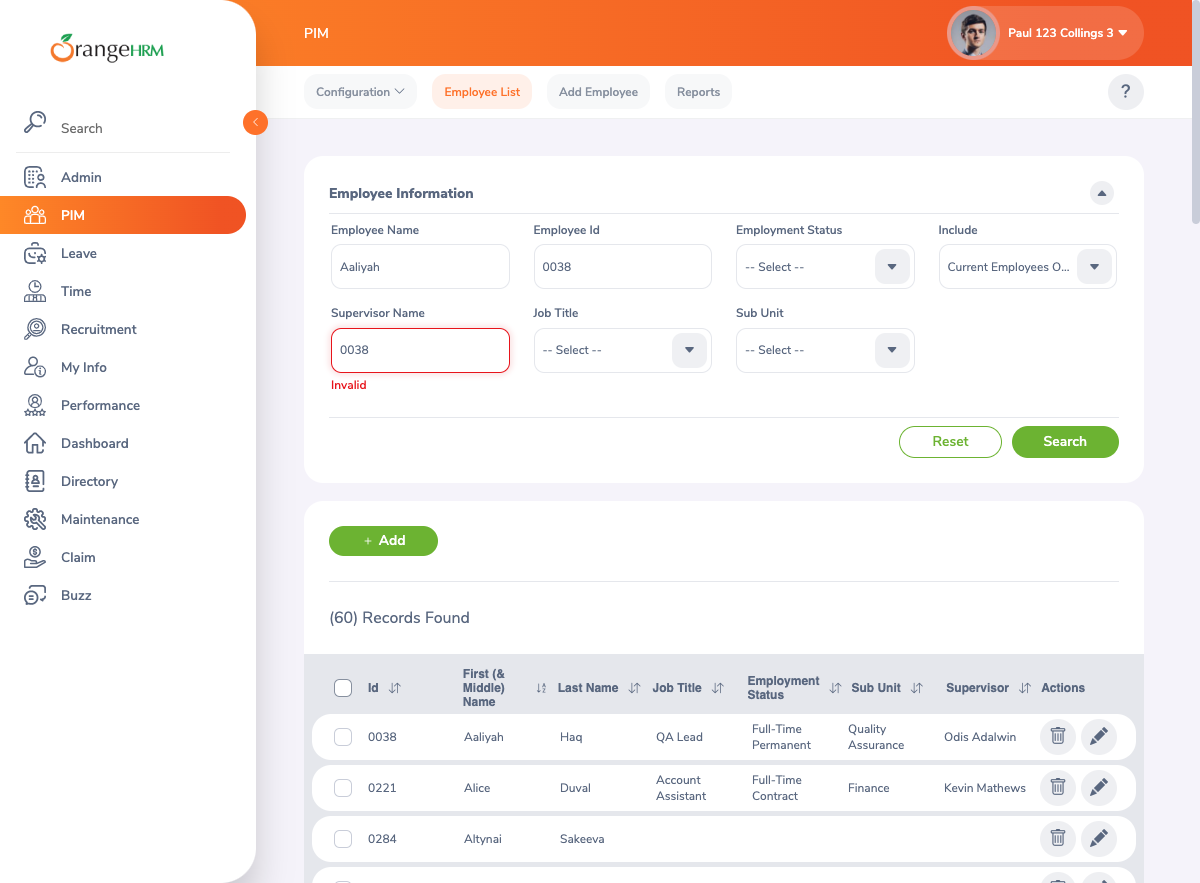 OrangeHRM
PIM
Paul 123 Collings 3
Configuration
Employee List
Add Employee
Reports
?
Search
Admin
PIM
Leave
Time
Recruitment
My Info
Performance
Dashboard
Directory
Maintenance
Claim
Buzz
Employee Information
Employee Name
Employee Id
Employment Status
Include
Aaliyah
0038
-- Select --
Current Employees O...
Supervisor Name
Job Title
Sub Unit
0038
-- Select --
-- Select --
Invalid
Reset
Search
+ Add
(60) Records Found
Id
First (& Middle) Name
Last Name
Job Title
Employment Status
Sub Unit
Supervisor
Actions
0038 Aaliyah Haq QA Lead Full-Time Permanent Quality Assurance Odis Adalwin
0221 Alice Duval Account Assistant Full-Time Contract Finance Kevin Mathews
0284 Altynai Sakeeva